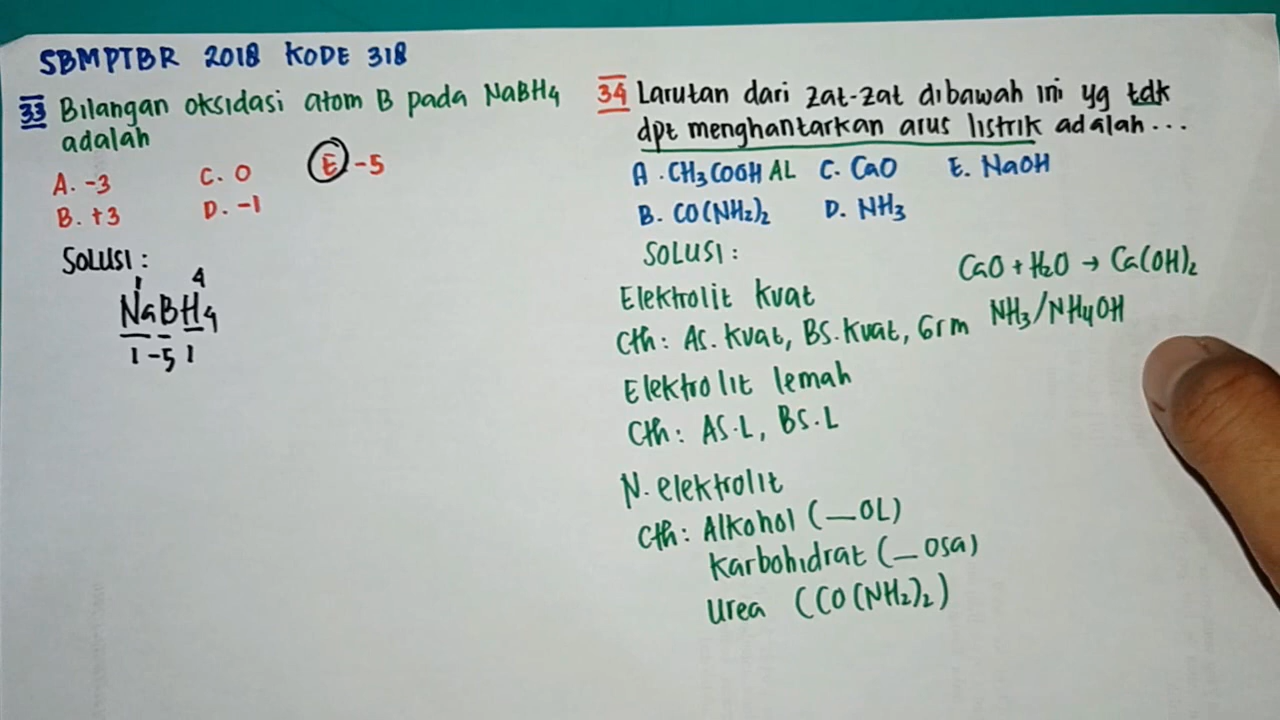 SBMPTBR 2018 KODE 318
33 Bilangan oksidasi atom B pada NaBH4
adalah
A. -3
C. 0
E. -5
B. +3
D. -1
SOLUSI:
1 4
NaBH4
1 -5 1
34 Larutan dari zat-zat dibawah ini yg tdk
dpt menghantarkan arus listrik adalah...
A. CH3COOH AL C. CaO E. NaOH
B. CO(NH2)2 D. NH3
SOLUSI:
CaO + H2O → Ca(OH)2
Elektrolit kuat
NH3/NH4OH
Cth: As. Kuat, BS. Kuat, Grm
Elektrolit lemah
Cth: AS.L, BS.L
N. elektrolit
Cth: Alkohol (_OL)
Karbohidrat (_osa)
Urea (CO(NH2)2)